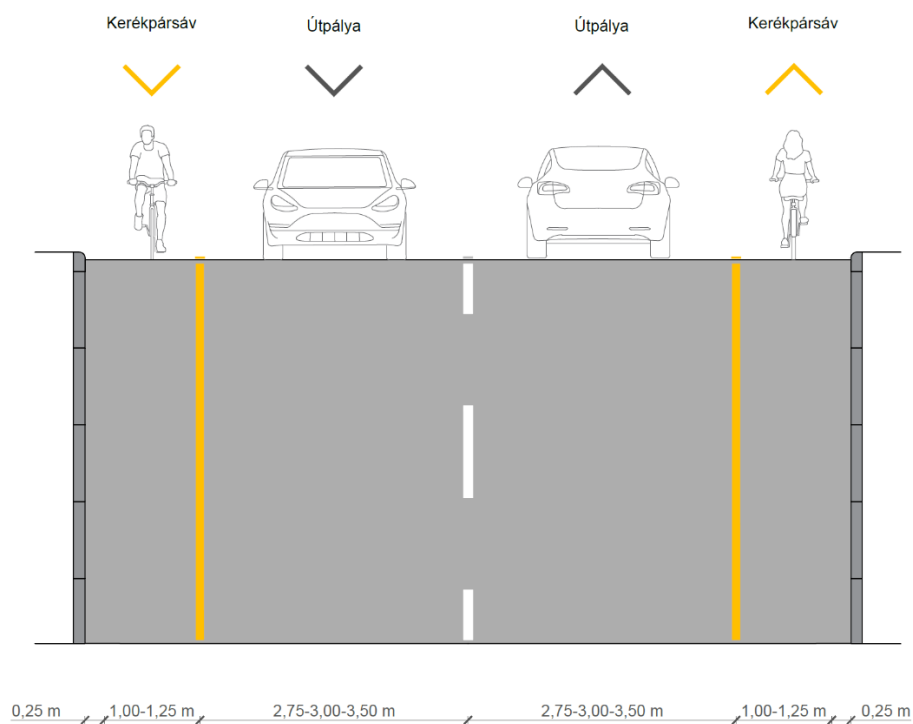 Kerékpársáv
Útpálya
Útpálya
Kerékpársáv
0,25 m
1,00-1,25 m
2,75-3,00-3,50 m
2,75-3,00-3,50 m
1,00-1,25 m
0,25 m